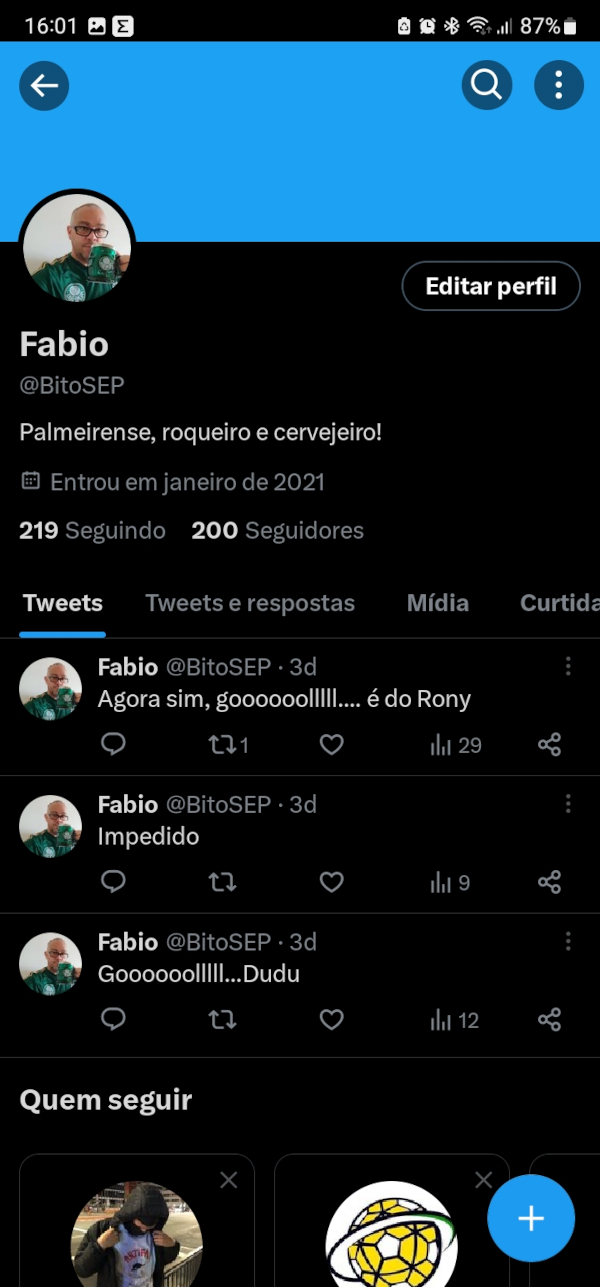 16:01
87%
Editar perfil
Fabio
@BitoSEP
Palmeirense, roqueiro e cervejeiro!
Entrou em janeiro de 2021
219 Seguindo 200 Seguidores
Tweets Tweets e respostas Mídia Curtida
Fabio @BitoSEP · 3d
Agora sim, goooooolllll.... é do Rony
1 29
Fabio @BitoSEP · 3d
Impedido
9
Fabio @BitoSEP · 3d
Goooooolllll...Dudu
12
Quem seguir